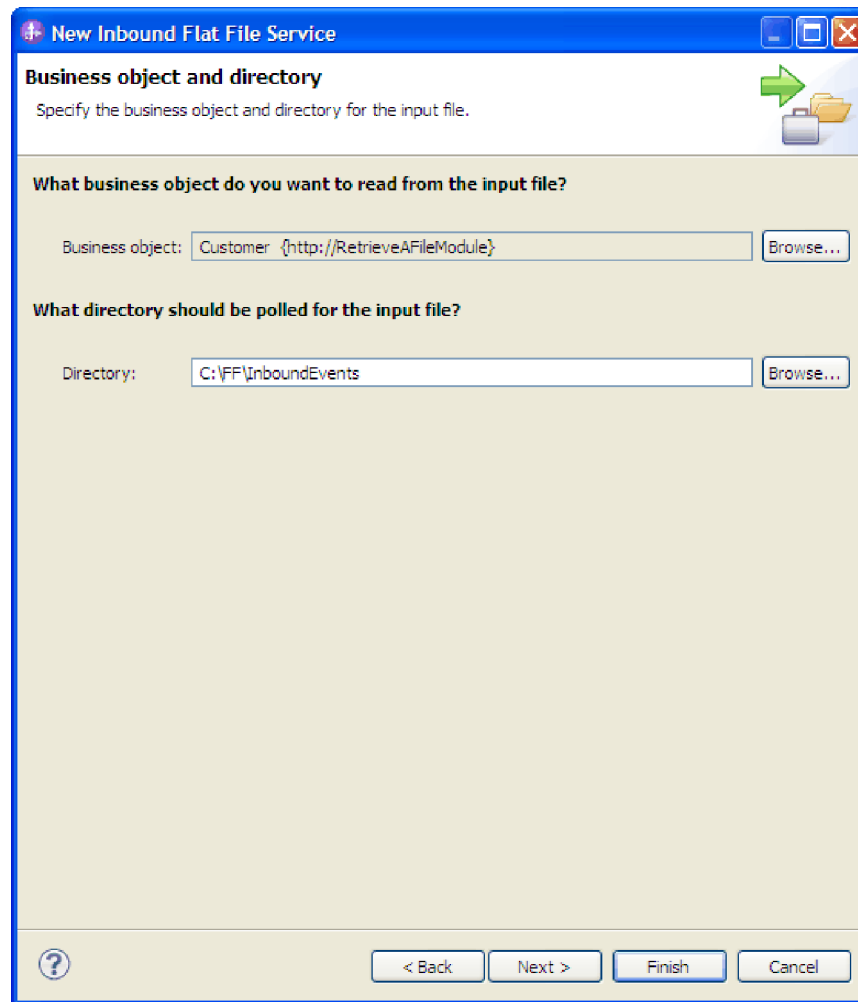 New Inbound Flat File Service
Business object and directory
Specify the business object and directory for the input file.
What business object do you want to read from the input file?
Business object: Customer {http://RetrieveAFileModule} Browse...
What directory should be polled for the input file?
Directory: C:\FF\InboundEvents Browse...
? < Back Next > Finish Cancel